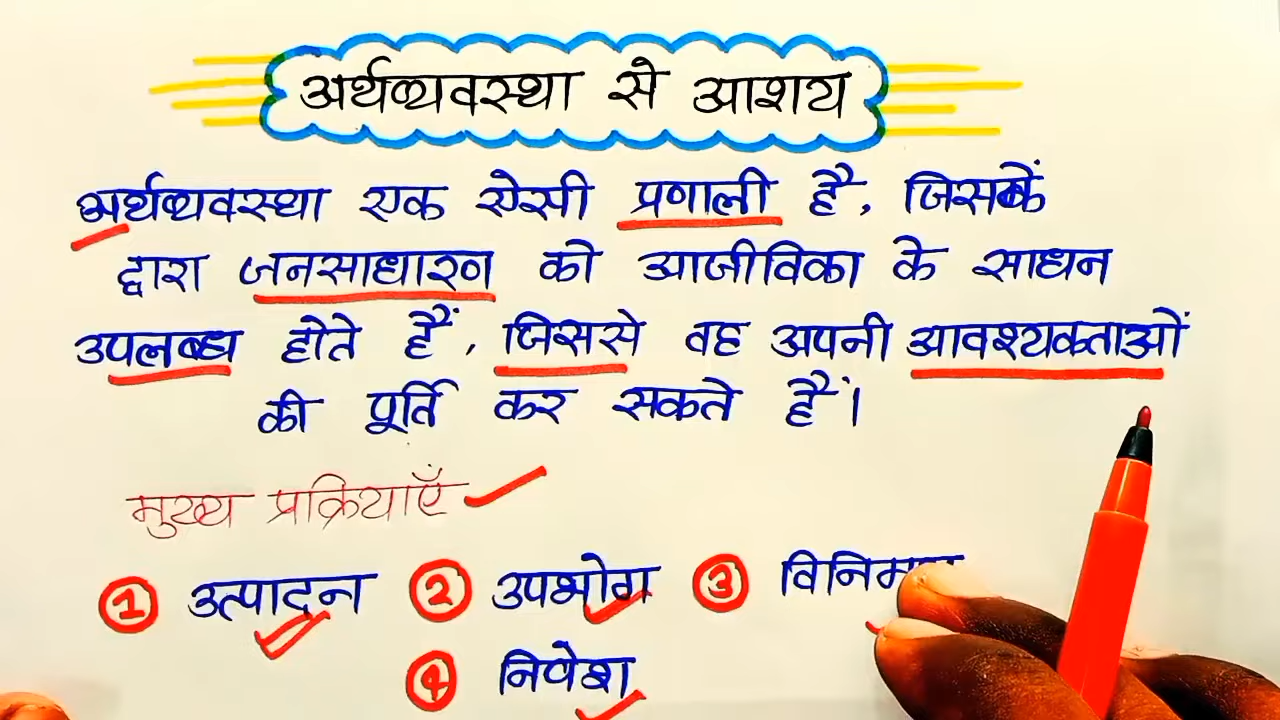 अर्थव्यवस्था से आशय
अर्थव्यवस्था एक ऐसी प्रणाली है, जिसके
द्वारा जनसाधारण को आजीविका के साधन
उपलब्ध होते हैं, जिससे वह अपनी आवश्यकताओं
की पूर्ति कर सकते हैं।
मुख्य प्रक्रियाएँ
① उत्पादन ② उपभोग ③
④ निवेश